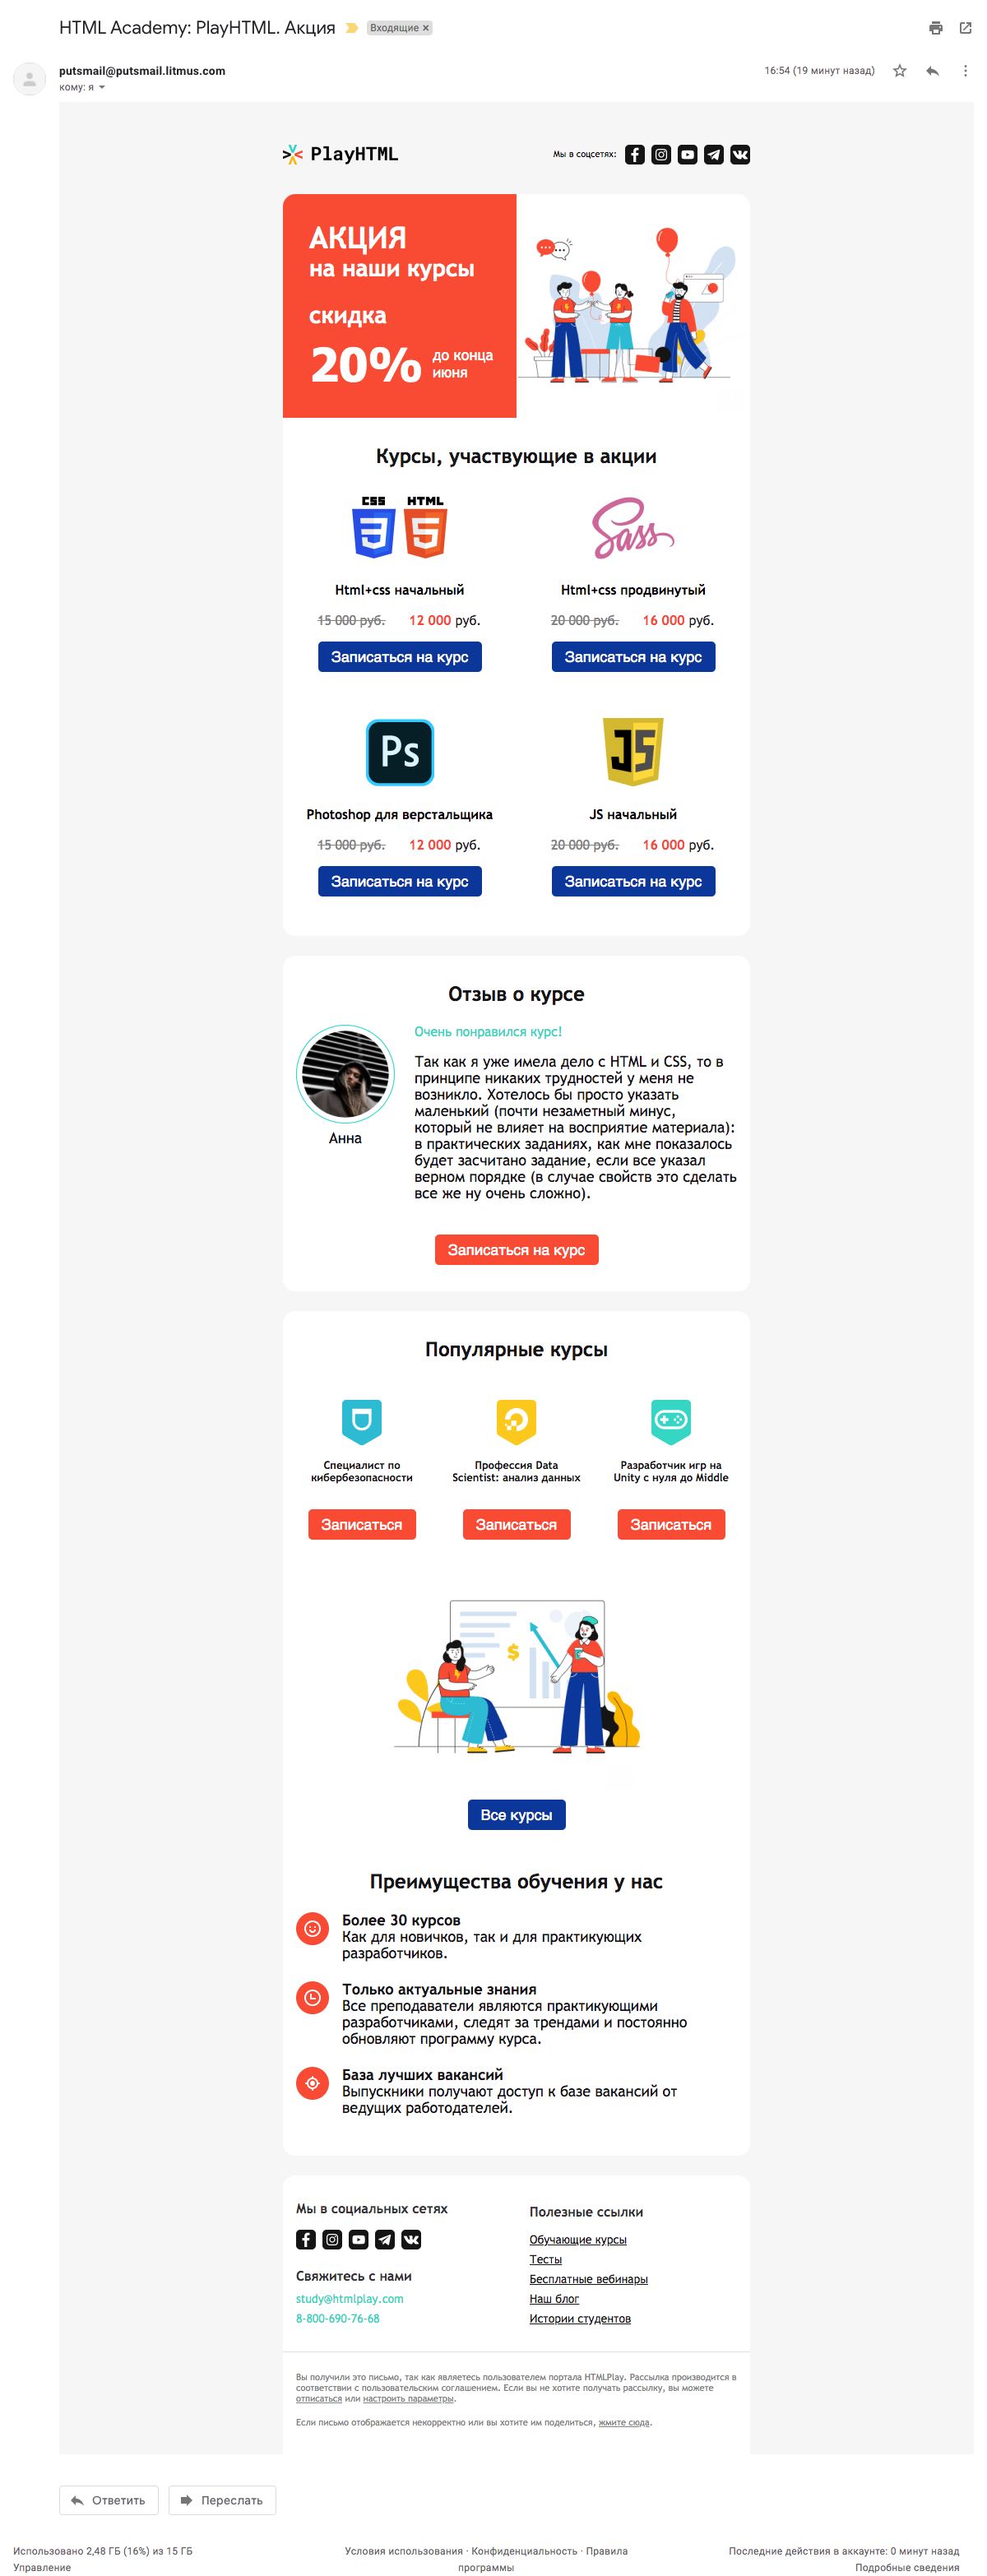 HTML Academy: PlayHTML. Акция
Входящие ×
putsmail@putsmail.litmus.com
16:54 (19 минут назад)
кому: я
PlayHTML
Мы в соцсетях:
АКЦИЯ
на наши курсы
скидка
20%
до конца
июня
Курсы, участвующие в акции
CSS HTML
Sass
Html+css начальный
Html+css продвинутый
15 000 руб. 12 000 руб.
20 000 руб. 16 000 руб.
Записаться на курс
Записаться на курс
Ps
JS
Photoshop для верстальщика
JS начальный
15 000 руб. 12 000 руб.
20 000 руб. 16 000 руб.
Записаться на курс
Записаться на курс
Отзыв о курсе
Очень понравился курс!
Так как я уже имела дело с HTML и CSS, то в
принципе никаких трудностей у меня не
возникло. Хотелось бы просто указать
маленький (почти незаметный минус,
который не влияет на восприятие материала):
в практических заданиях, как мне показалось
будет засчитано задание, если все указал
верном порядке (в случае свойств это сделать
все же ну очень сложно).
Анна
Записаться на курс
Популярные курсы
Специалист по
кибербезопасности
Профессия Data
Scientist: анализ данных
Разработчик игр на
Unity с нуля до Middle
Записаться
Записаться
Записаться
$
Все курсы
Преимущества обучения у нас
Более 30 курсов
Как для новичков, так и для практикующих
разработчиков.
Только актуальные знания
Все преподаватели являются практикующими
разработчиками, следят за трендами и постоянно
обновляют программу курса.
База лучших вакансий
Выпускники получают доступ к базе вакансий от
ведущих работодателей.
Мы в социальных сетях
Свяжитесь с нами
study@htmlplay.com
8-800-690-76-68
Полезные ссылки
Обучающие курсы
Тесты
Бесплатные вебинары
Наш блог
Истории студентов
Вы получили это письмо, так как являетесь пользователем портала HTMLPlay. Рассылка производится в
соответствии с пользовательским соглашением. Если вы не хотите получать рассылку, вы можете
отписаться или настроить параметры.
Если письмо отображается некорректно или вы хотите им поделиться, жмите сюда.
Ответить
Переслать
Использовано 2,48 ГБ (16%) из 15 ГБ
Управление
Условия использования · Конфиденциальность · Правила
программы
Последние действия в аккаунте: 0 минут назад
Подробные сведения